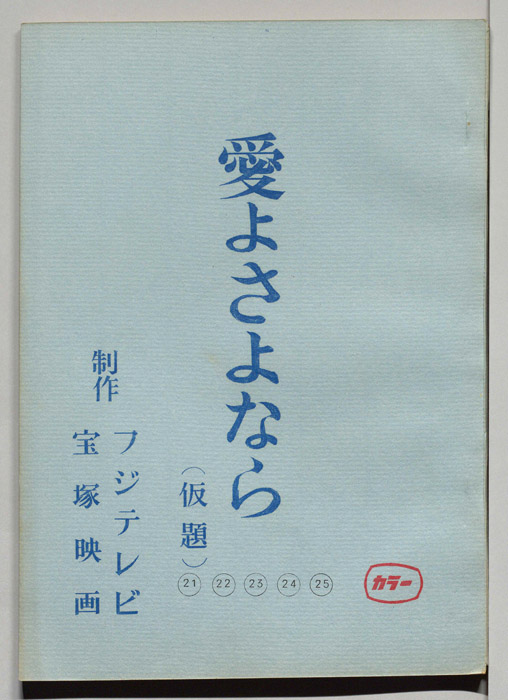 愛よさよなら
(仮題)
㉑ ㉒ ㉓ ㉔ ㉕
カラー
制作
フジテレビ
宝塚映画